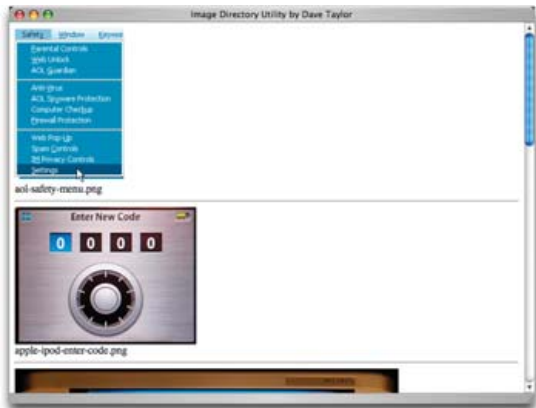 Image Directory Utility by Dave Taylor
Safety Window Keyword
Parental Controls
Web Unlock
AOL Guardian
Anti-Virus
AOL Spyware Protection
Computer Checkup
Firewall Protection
Web Pop-Up
Spam Controls
IM Privacy Controls
Settings
aol-safety-menu.png
Enter New Code
0 0 0 0
apple-ipod-enter-code.png